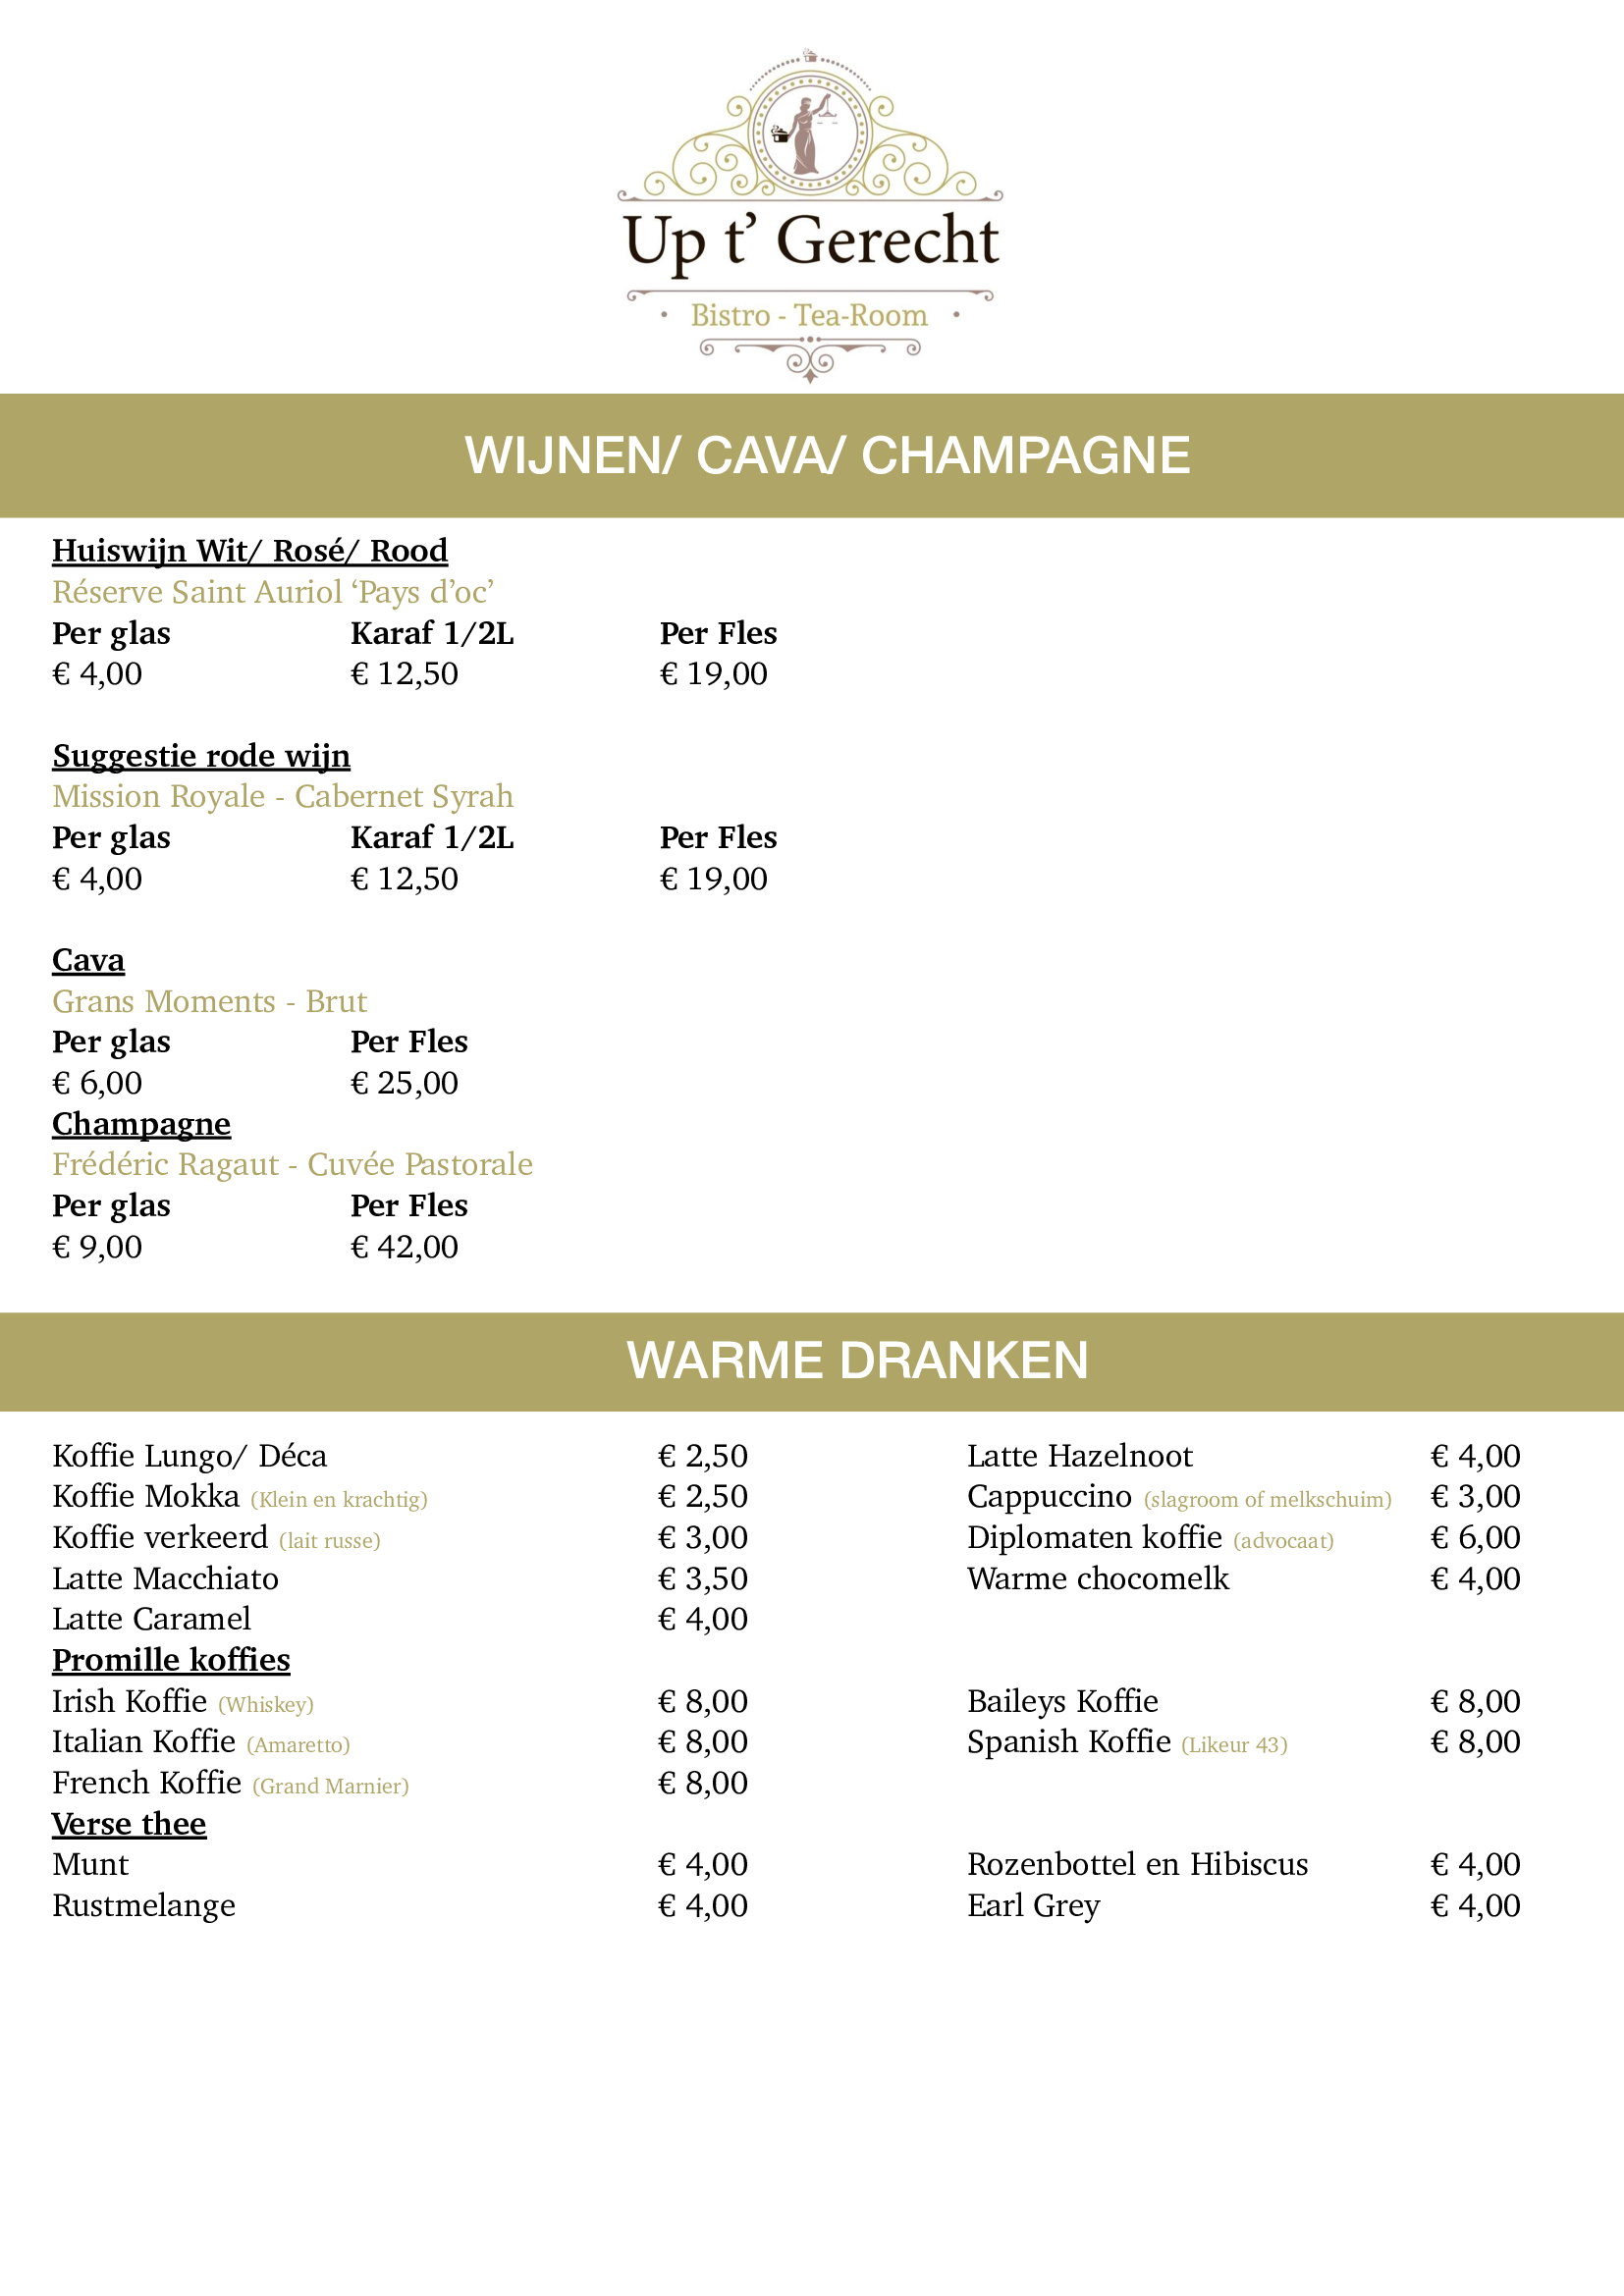 Up t’ Gerecht
Bistro - Tea-Room
WIJNEN/ CAVA/ CHAMPAGNE
Huiswijn Wit/ Rosé/ Rood
Réserve Saint Auriol ‘Pays d’oc’
Per glas Karaf 1/2L Per Fles
€ 4,00 € 12,50 € 19,00
Suggestie rode wijn
Mission Royale - Cabernet Syrah
Per glas Karaf 1/2L Per Fles
€ 4,00 € 12,50 € 19,00
Cava
Grans Moments - Brut
Per glas Per Fles
€ 6,00 € 25,00
Champagne
Frédéric Ragaut - Cuvée Pastorale
Per glas Per Fles
€ 9,00 € 42,00
WARME DRANKEN
Koffie Lungo/ Déca € 2,50 Latte Hazelnoot € 4,00
Koffie Mokka (Klein en krachtig) € 2,50 Cappuccino (slagroom of melkschuim) € 3,00
Koffie verkeerd (lait russe) € 3,00 Diplomaten koffie (advocaat) € 6,00
Latte Macchiato € 3,50 Warme chocomelk € 4,00
Latte Caramel € 4,00
Promille koffies
Irish Koffie (Whiskey) € 8,00 Baileys Koffie € 8,00
Italian Koffie (Amaretto) € 8,00 Spanish Koffie (Likeur 43) € 8,00
French Koffie (Grand Marnier) € 8,00
Verse thee
Munt € 4,00 Rozenbottel en Hibiscus € 4,00
Rustmelange € 4,00 Earl Grey € 4,00